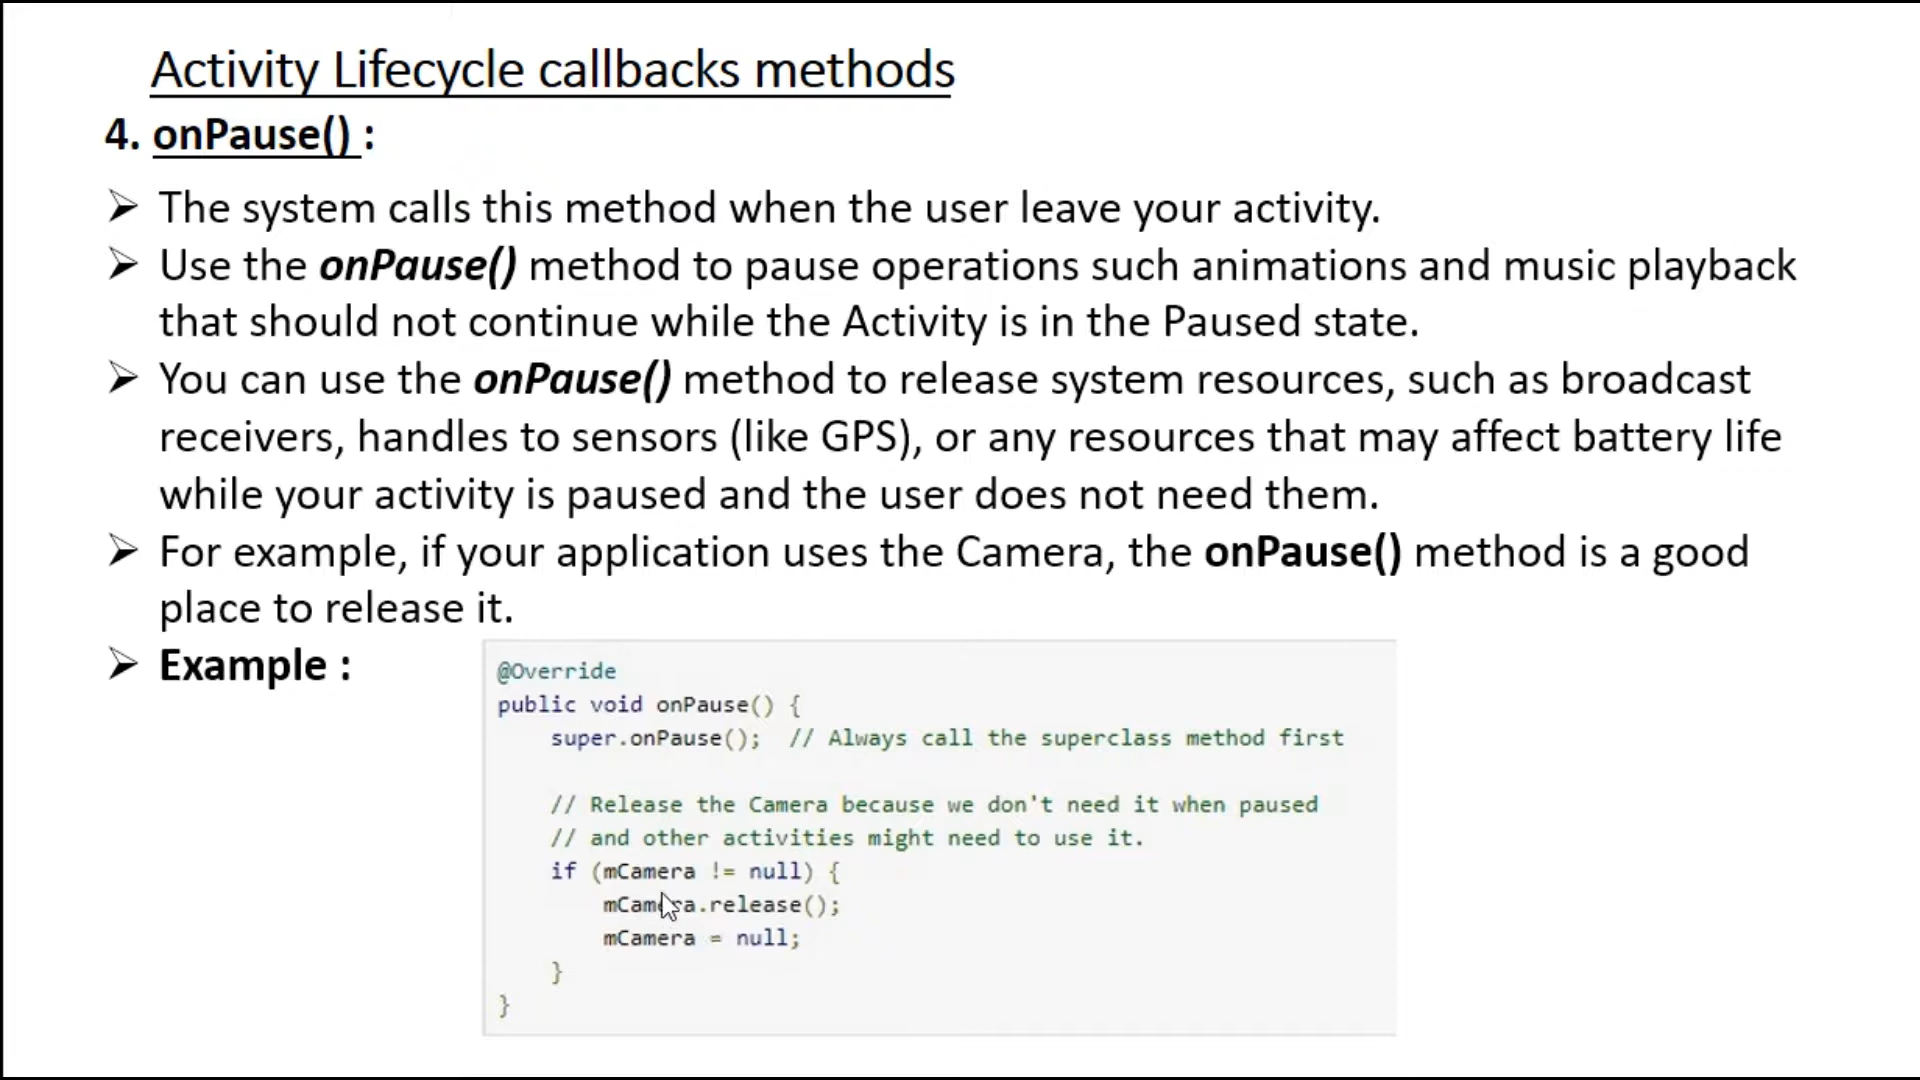 Activity Lifecycle callbacks methods
4. onPause() :
➢ The system calls this method when the user leave your activity.
➢ Use the onPause() method to pause operations such animations and music playback
that should not continue while the Activity is in the Paused state.
➢ You can use the onPause() method to release system resources, such as broadcast
receivers, handles to sensors (like GPS), or any resources that may affect battery life
while your activity is paused and the user does not need them.
➢ For example, if your application uses the Camera, the onPause() method is a good
place to release it.
➢ Example :
@Override
public void onPause() {
    super.onPause();  // Always call the superclass method first
    // Release the Camera because we don't need it when paused
    // and other activities might need to use it.
    if (mCamera != null) {
        mCamera.release();
        mCamera = null;
    }
}